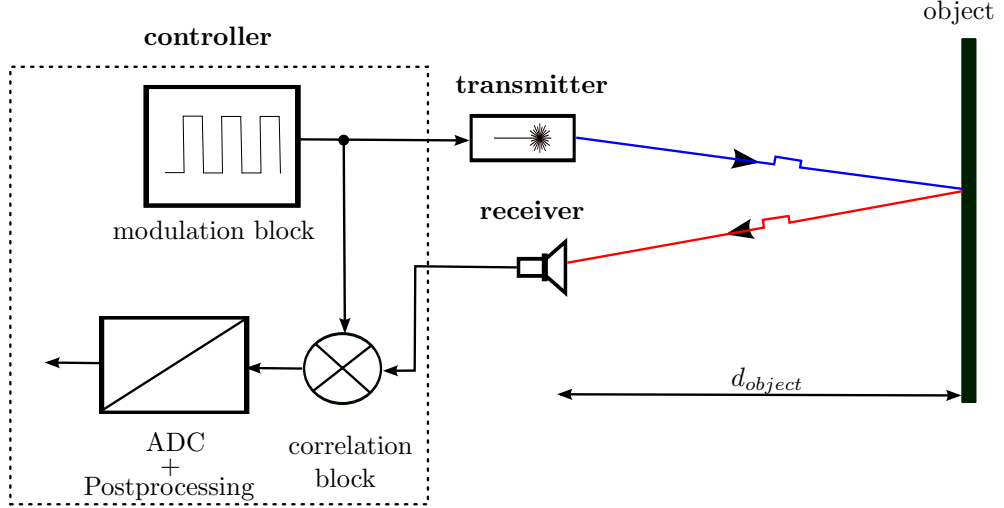 object
controller
transmitter
receiver
modulation block
d_object
ADC
+
Postprocessing
correlation
block